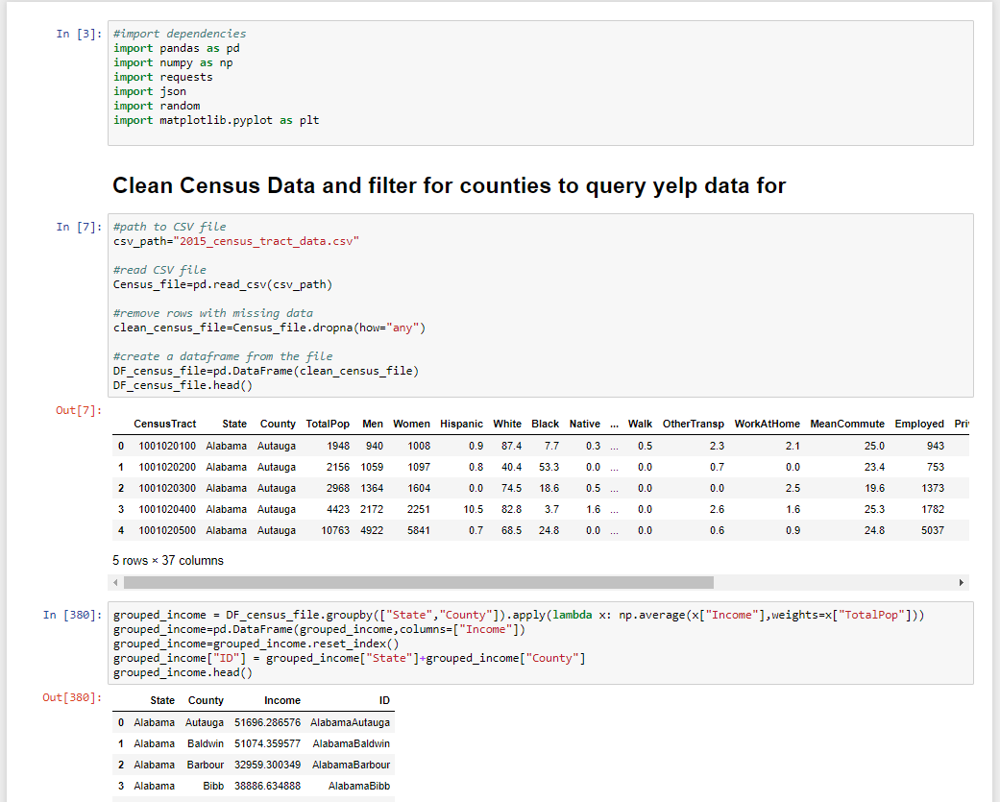 In [3]:
#import dependencies
import pandas as pd
import numpy as np
import requests
import json
import random
import matplotlib.pyplot as plt
Clean Census Data and filter for counties to query yelp data for
In [7]:
#path to CSV file
csv_path="2015_census_tract_data.csv"
#read CSV file
Census_file=pd.read_csv(csv_path)
#remove rows with missing data
clean_census_file=Census_file.dropna(how="any")
#create a dataframe from the file
DF_census_file=pd.DataFrame(clean_census_file)
DF_census_file.head()
Out[7]:
CensusTract State County TotalPop Men Women Hispanic White Black Native ... Walk OtherTransp WorkAtHome MeanCommute Employed Pri
0 1001020100 Alabama Autauga 1948 940 1008 0.9 87.4 7.7 0.3 ... 0.5 2.3 2.1 25.0 943
1 1001020200 Alabama Autauga 2156 1059 1097 0.8 40.4 53.3 0.0 ... 0.0 0.7 0.0 23.4 753
2 1001020300 Alabama Autauga 2968 1364 1604 0.0 74.5 18.6 0.5 ... 0.0 0.0 2.5 19.6 1373
3 1001020400 Alabama Autauga 4423 2172 2251 10.5 82.8 3.7 1.6 ... 0.0 2.6 1.6 25.3 1782
4 1001020500 Alabama Autauga 10763 4922 5841 0.7 68.5 24.8 0.0 ... 0.0 0.6 0.9 24.8 5037
5 rows × 37 columns
In [380]:
grouped_income = DF_census_file.groupby(["State","County"]).apply(lambda x: np.average(x["Income"],weights=x["TotalPop"]))
grouped_income=pd.DataFrame(grouped_income,columns=["Income"])
grouped_income=grouped_income.reset_index()
grouped_income["ID"] = grouped_income["State"]+grouped_income["County"]
grouped_income.head()
Out[380]:
State County Income ID
0 Alabama Autauga 51696.286576 AlabamaAutauga
1 Alabama Baldwin 51074.359577 AlabamaBaldwin
2 Alabama Barbour 32959.300349 AlabamaBarbour
3 Alabama Bibb 38886.634888 AlabamaBibb